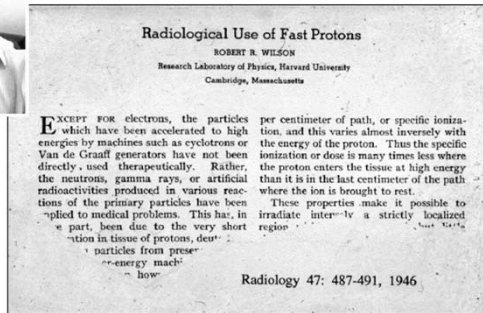 Radiological Use of Fast Protons
ROBERT R. WILSON
Research Laboratory of Physics, Harvard University
Cambridge, Massachusetts
EXCEPT FOR electrons, the particles
which have been accelerated to high
energies by machines such as cyclotrons or
Van de Graaff generators have not been
directly used therapeutically. Rather,
the neutrons, gamma rays, or artificial
radioactivities produced in various reac-
tions of the primary particles have been
applied to medical problems. This has, in
part, been due to the very short
in tissue of protons,
particles from
how
per centimeter of path, or specific ioniza-
tion, and this varies almost inversely with
the energy of the proton. Thus the specific
ionization or dose is many times less where
the proton enters the tissue at high energy
than it is in the last centimeter of the path
where the ion is brought to rest.
These properties make it possible to
irradiate a strictly localized
region
Radiology 47: 487-491, 1946